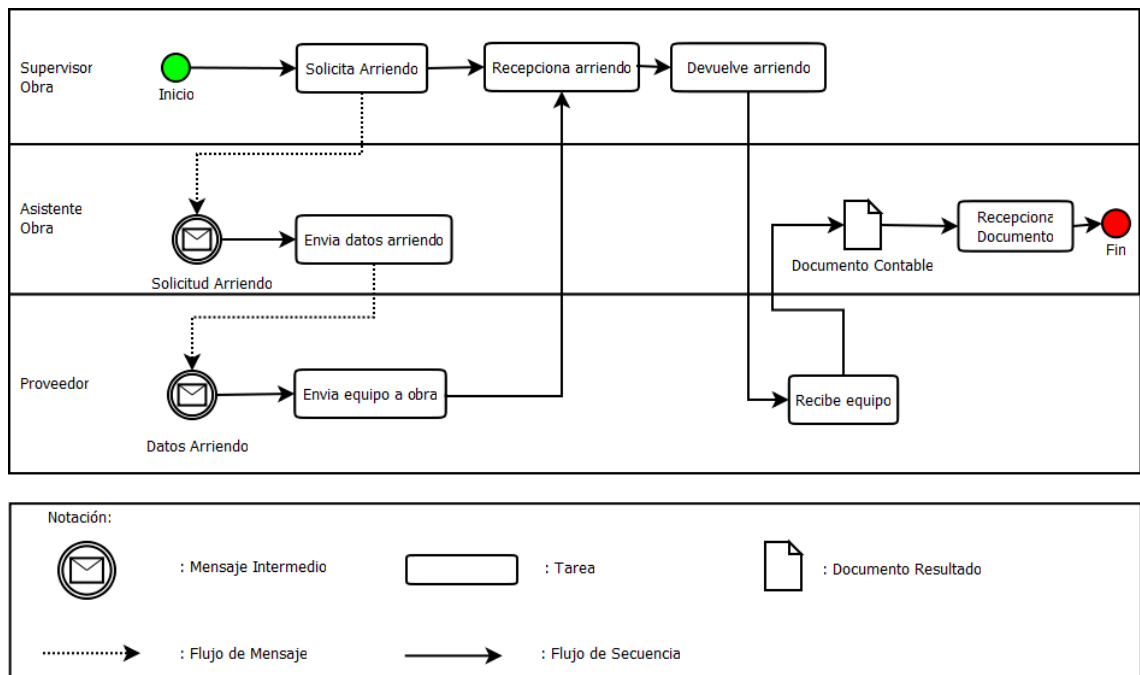 Supervisor
Obra
Inicio
Solicita Arriendo
Recepciona arriendo
Devuelve arriendo
Asistente
Obra
Solicitud Arriendo
Envia datos arriendo
Documento Contable
Recepciona
Documento
Fin
Proveedor
Datos Arriendo
Envia equipo a obra
Recibe equipo
Notación:
: Mensaje Intermedio
: Tarea
: Documento Resultado
: Flujo de Mensaje
: Flujo de Secuencia